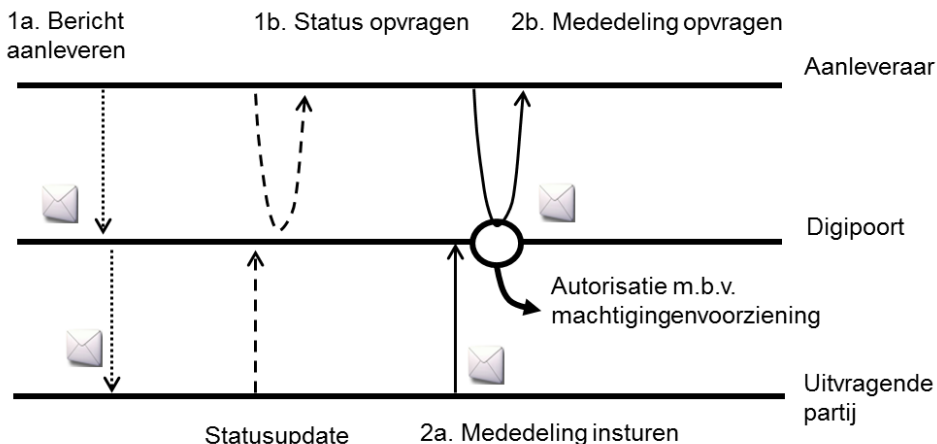 1a. Bericht
aanleveren
1b. Status opvragen
2b. Mededeling opvragen
Aanleveraar
Digipoort
Autorisatie m.b.v.
machtigingenvoorziening
Uitvragende
partij
Statusupdate
2a. Mededeling insturen